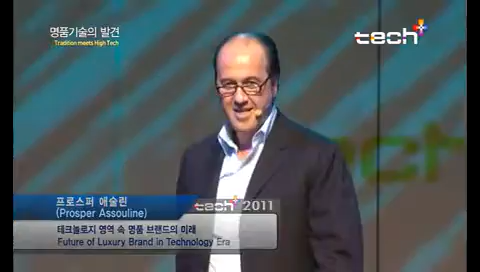 명품기술의 발견
Tradition meets High Tech
tech+
tech
프로스퍼 애술린
(Prosper Assouline)
tech+ 2011
테크놀로지 영역 속 명품 브랜드의 미래
Future of Luxury Brand in Technology Era